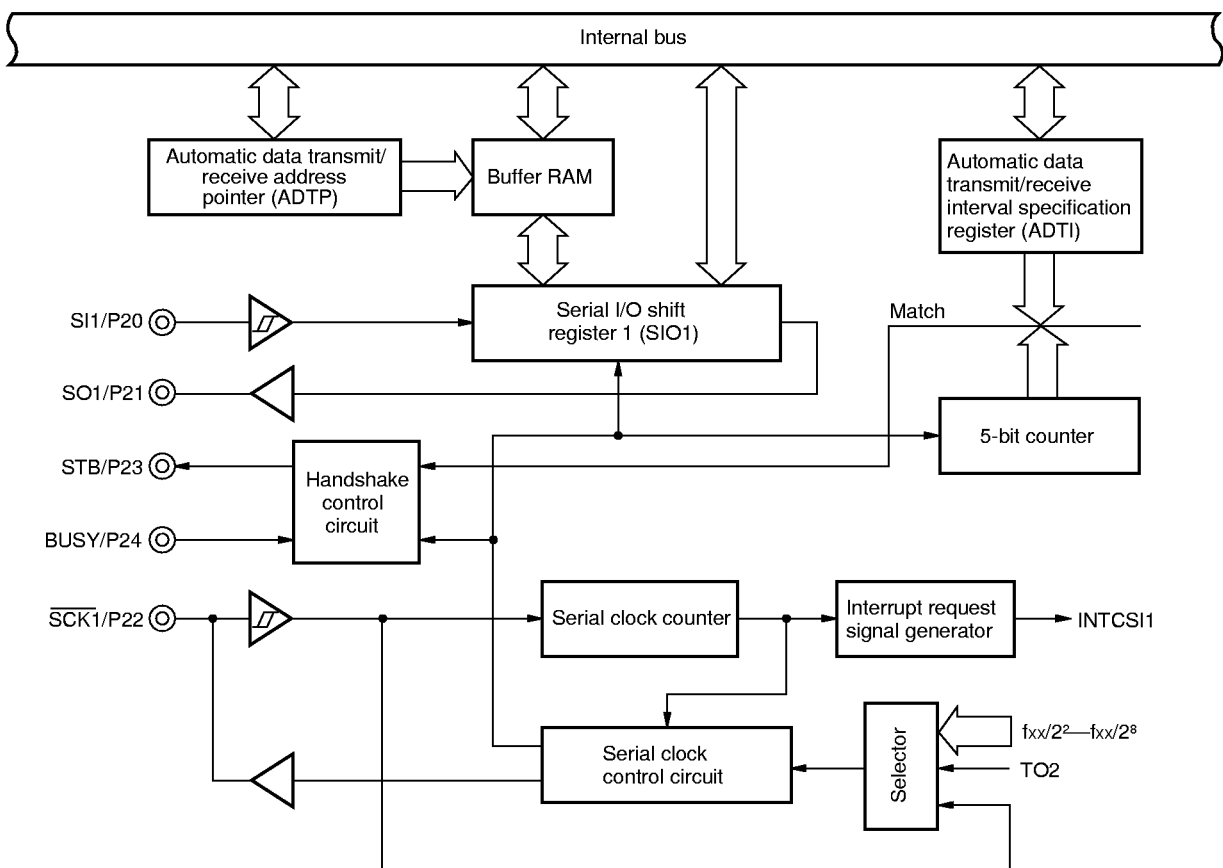 Internal bus
Automatic data transmit/
receive address
pointer (ADTP)
Buffer RAM
Automatic data
transmit/receive
interval specification
register (ADTI)
SI1/P20
Serial I/O shift
register 1 (SIO1)
Match
SO1/P21
5-bit counter
STB/P23
Handshake
control
circuit
BUSY/P24
SCK1/P22
Serial clock counter
Interrupt request
signal generator
INTCSI1
Serial clock
control circuit
Selector
fxx/2²—fxx/2⁸
TO2